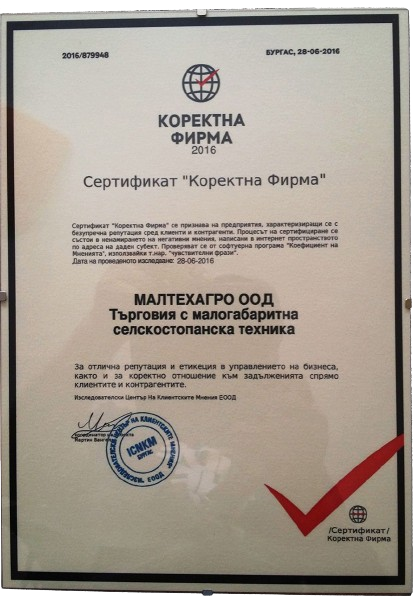 2016/879948
БУРГАС, 28-06-2016
КОРЕКТНА
ФИРМА
2016
Сертификат "Коректна Фирма"
Сертификат "Коректна Фирма" се признава на предприятия, характеризиращи се с
безупречна репутация сред клиенти и контрагенти. Процесът на сертифициране се
състои в ненамирането на негативни мнения, написани в интернет пространството
по адреса на даден субект. Проверяват се от софтуерна програма "Коефициент на
Мненията", използвайки т.нар. "чувствителни фрази".
Дата на проведеното изследване: 28-06-2016
МАЛТЕХАГРО ООД
Търговия с малогабаритна
селскостопанска техника
За отлична репутация и етикеция в управлението на бизнеса,
както и за коректно отношение към задълженията спрямо
клиентите и контрагентите.
Изследователски Център На Клиентските Мнения ЕООД
Мартин
ICNKM
БУРГАС
ЕООД
/Сертификат/
Коректна Фирма